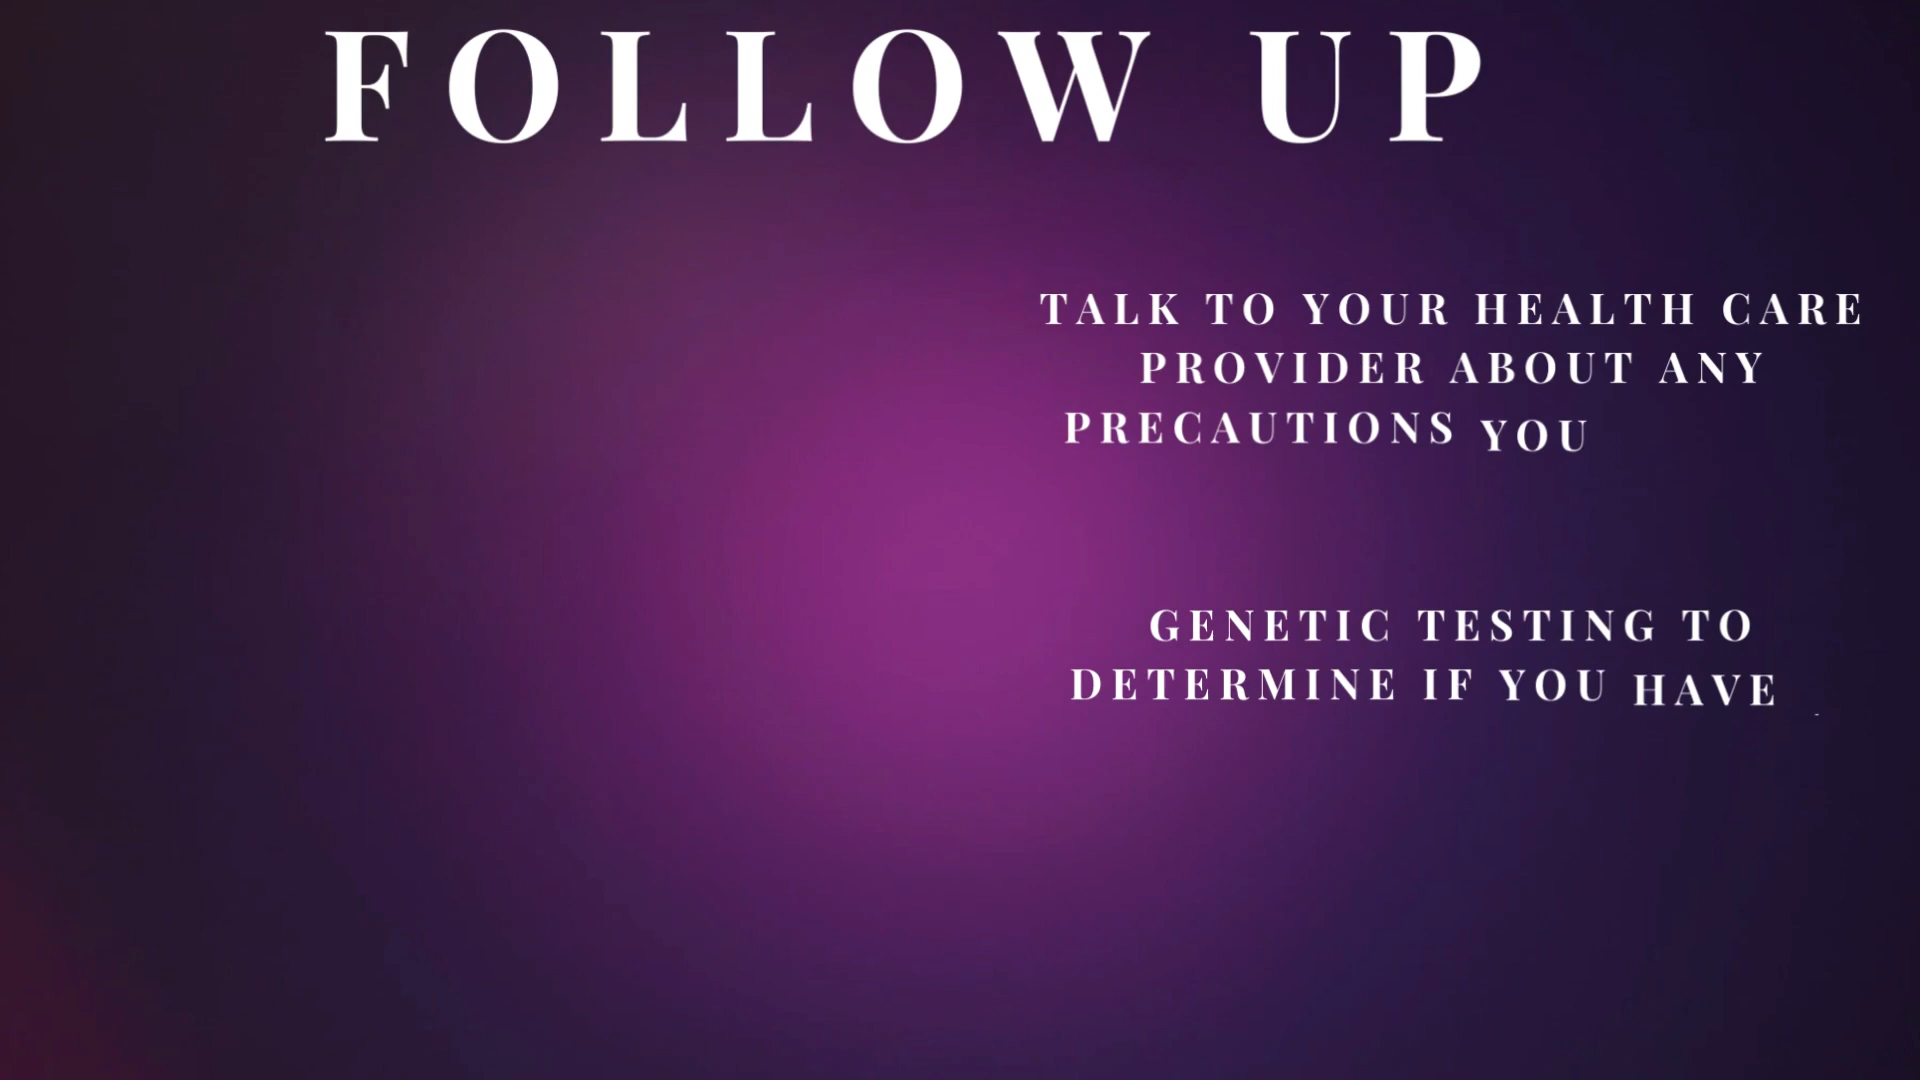 FOLLOW UP
TALK TO YOUR HEALTH CARE
PROVIDER ABOUT ANY
PRECAUTIONS YOU
GENETIC TESTING TO
DETERMINE IF YOU HAVE